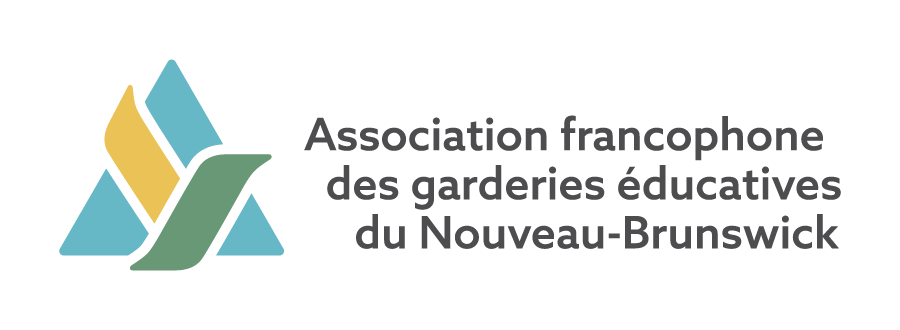 Association francophone
des garderies éducatives
du Nouveau-Brunswick